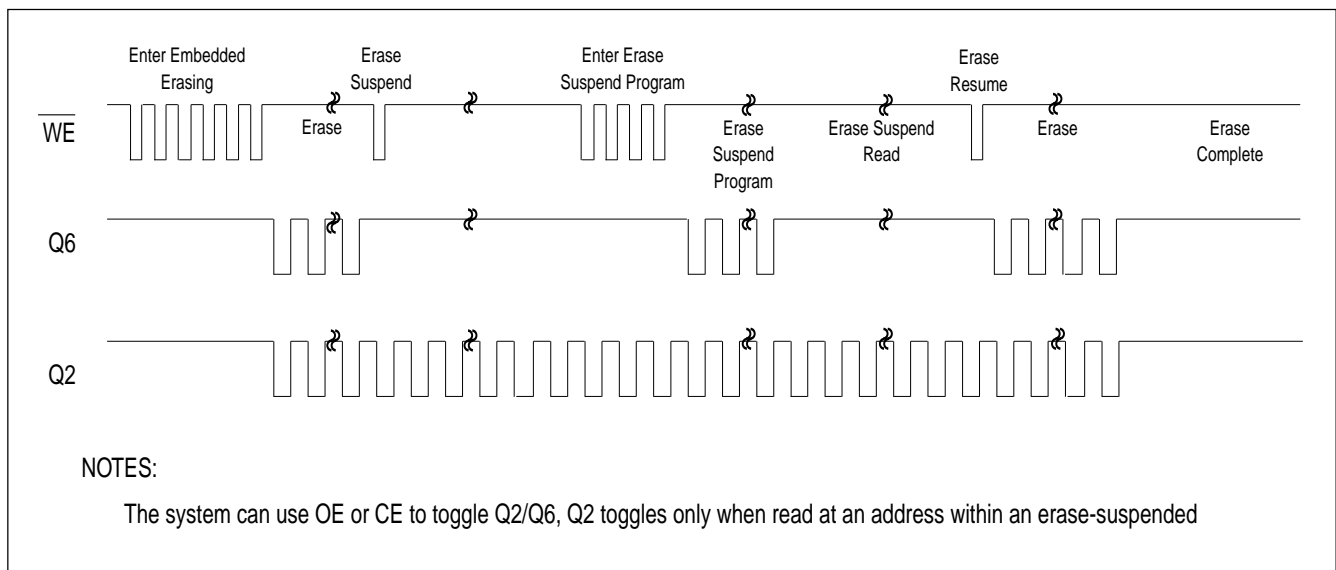 Enter Embedded
Erasing
Erase
Suspend
Enter Erase
Suspend Program
Erase
Resume
WE
Erase
Erase
Suspend
Program
Erase Suspend
Read
Erase
Erase
Complete
Q6
Q2
NOTES:
The system can use OE or CE to toggle Q2/Q6, Q2 toggles only when read at an address within an erase-suspended